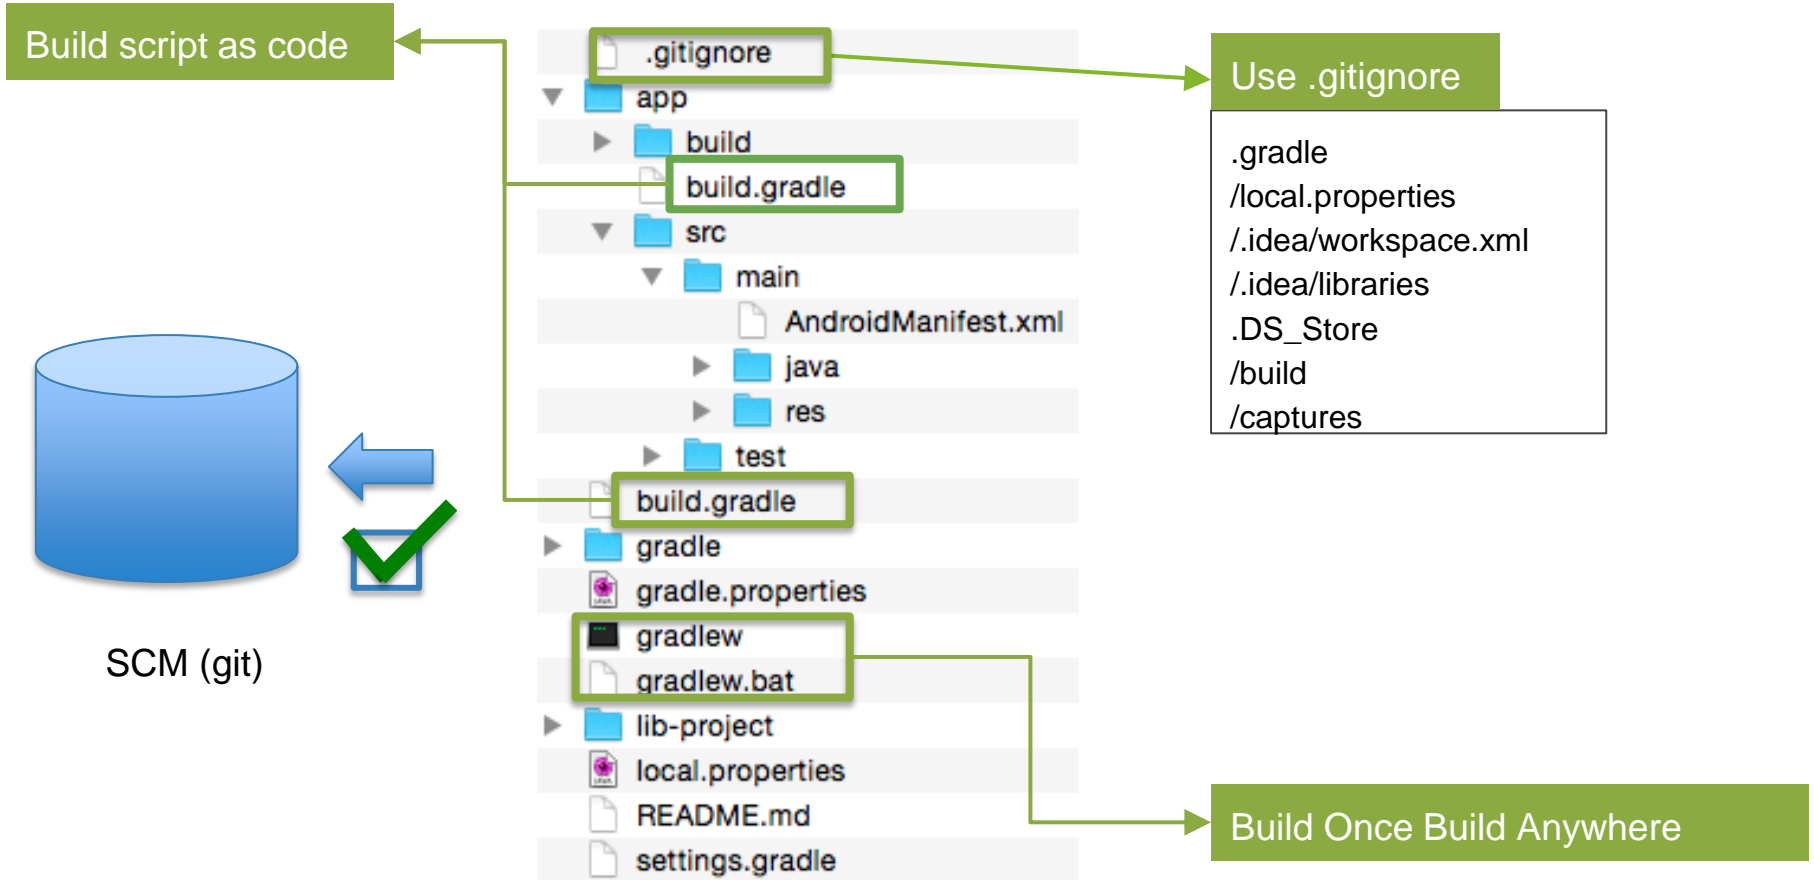 Build script as code
.gitignore
app
build
build.gradle
src
main
AndroidManifest.xml
java
res
test
build.gradle
gradle
gradle.properties
gradlew
gradlew.bat
lib-project
local.properties
README.md
settings.gradle
SCM (git)
Use .gitignore
.gradle
/local.properties
/.idea/workspace.xml
/.idea/libraries
.DS_Store
/build
/captures
Build Once Build Anywhere